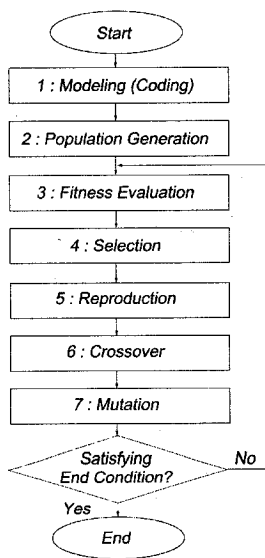 Start
1 : Modeling (Coding)
2 : Population Generation
3 : Fitness Evaluation
4 : Selection
5 : Reproduction
6 : Crossover
7 : Mutation
Satisfying
End Condition?
No
Yes
End